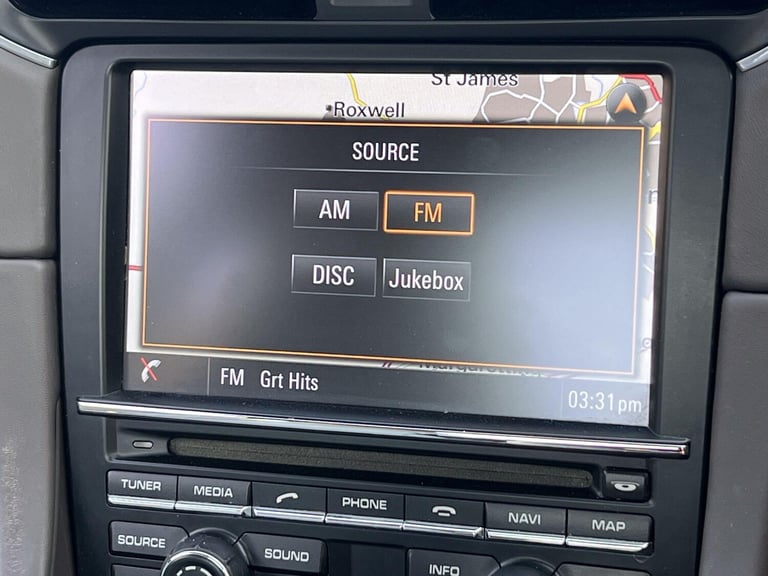 St James
Roxwell
SOURCE
AM FM
DISC Jukebox
FM Grt Hits
03:31pm
TUNER MEDIA PHONE NAVI MAP
SOURCE SOUND INFO